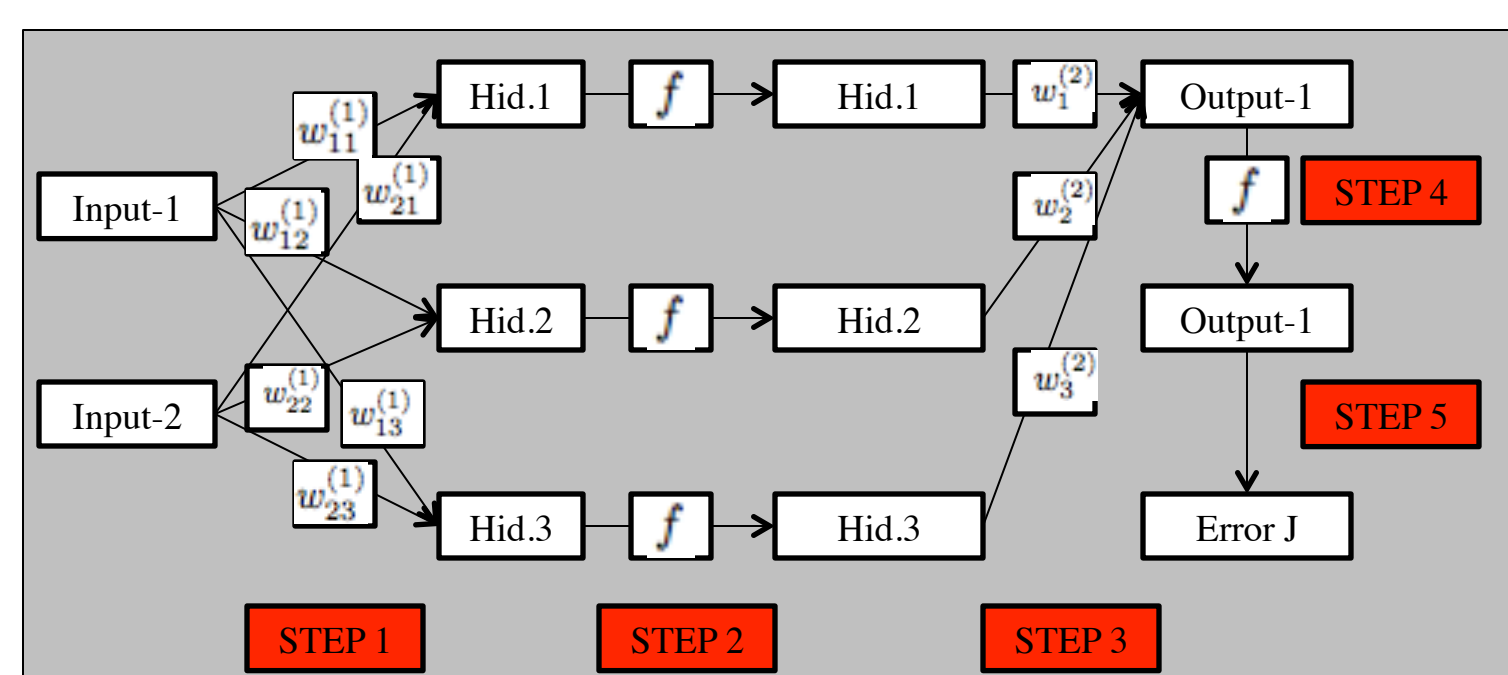 Hid.1
f
Hid.1
w_1^{(2)}
Output-1
w_{11}^{(1)}
w_{21}^{(1)}
Input-1
w_{12}^{(1)}
w_2^{(2)}
f
STEP 4
Hid.2
f
Hid.2
Output-1
w_{22}^{(1)}
w_3^{(2)}
Input-2
w_{13}^{(1)}
STEP 5
w_{23}^{(1)}
Hid.3
f
Hid.3
Error J
STEP 1
STEP 2
STEP 3